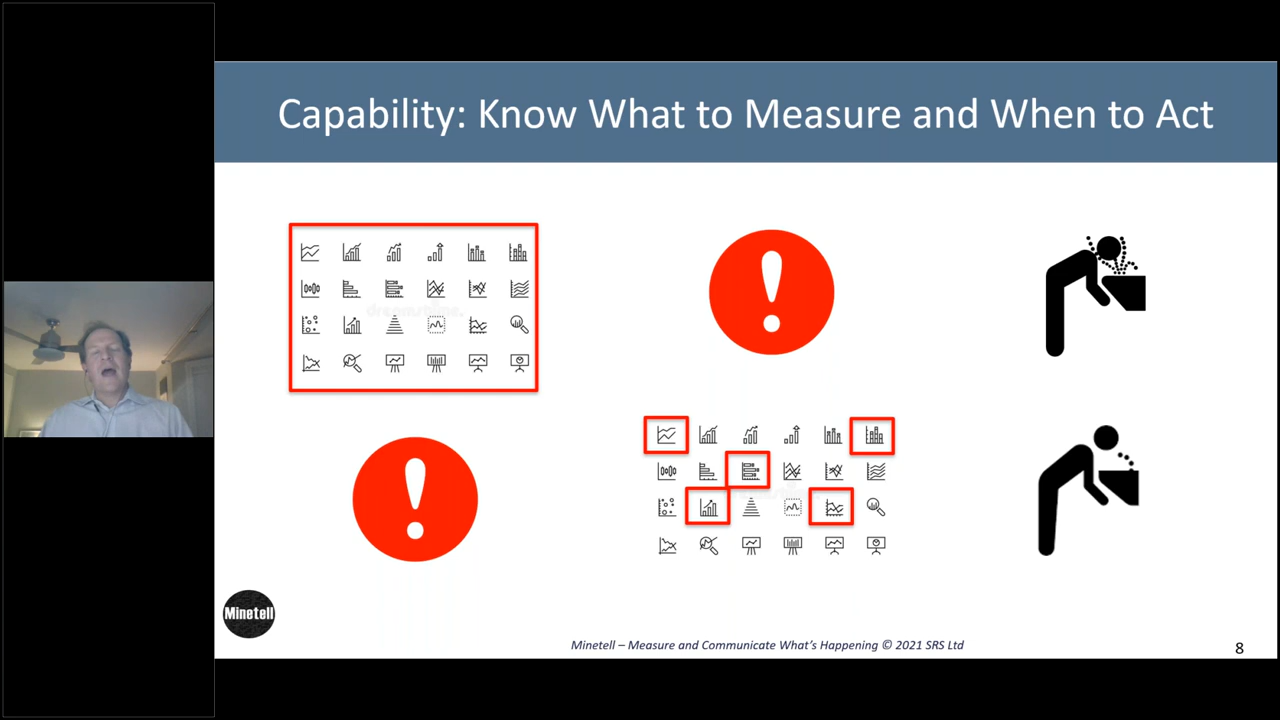 Capability: Know What to Measure and When to Act
dreamstime.
Minetell
Minetell – Measure and Communicate What's Happening © 2021 SRS Ltd
8